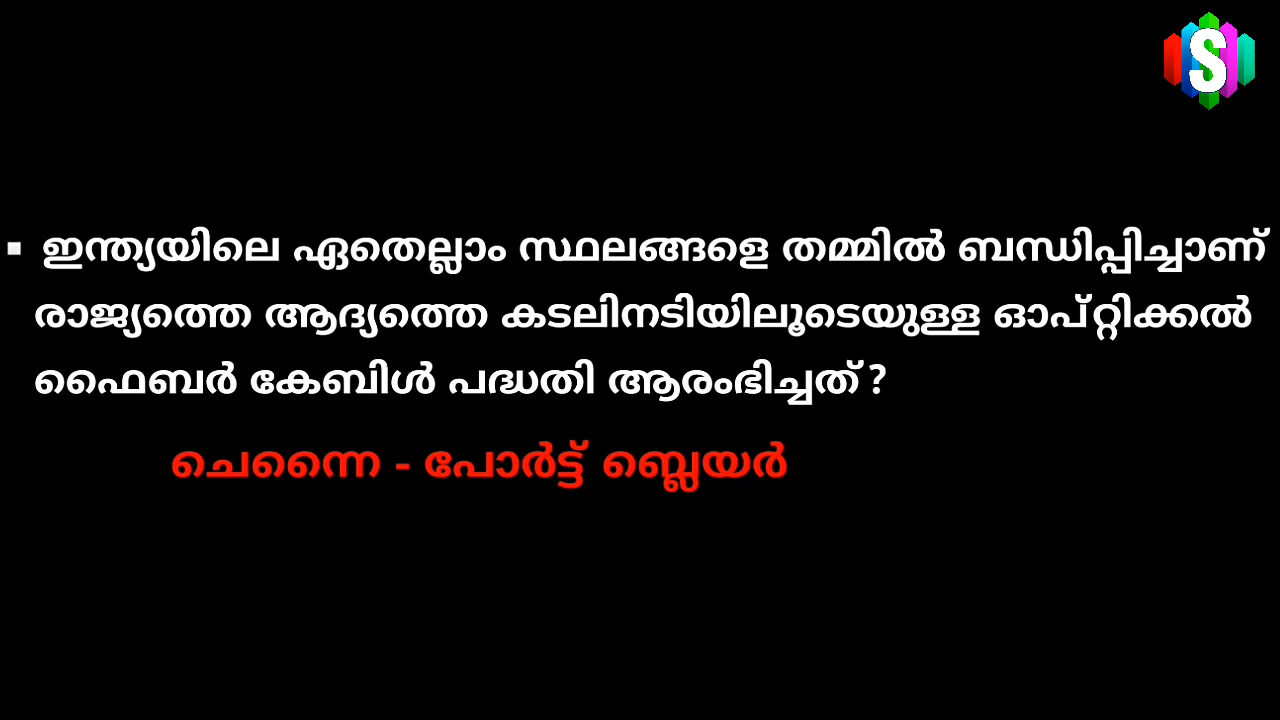 ▪ ഇന്ത്യയിലെ ഏതെല്ലാം സ്ഥലങ്ങളെ തമ്മിൽ ബന്ധിപ്പിച്ചാണ്
രാജ്യത്തെ ആദ്യത്തെ കടലിനടിയിലൂടെയുള്ള ഓപ്റ്റിക്കൽ
ഫൈബർ കേബിൾ പദ്ധതി ആരംഭിച്ചത് ?
ചെന്നൈ - പോർട്ട് ബ്ലെയർ
S